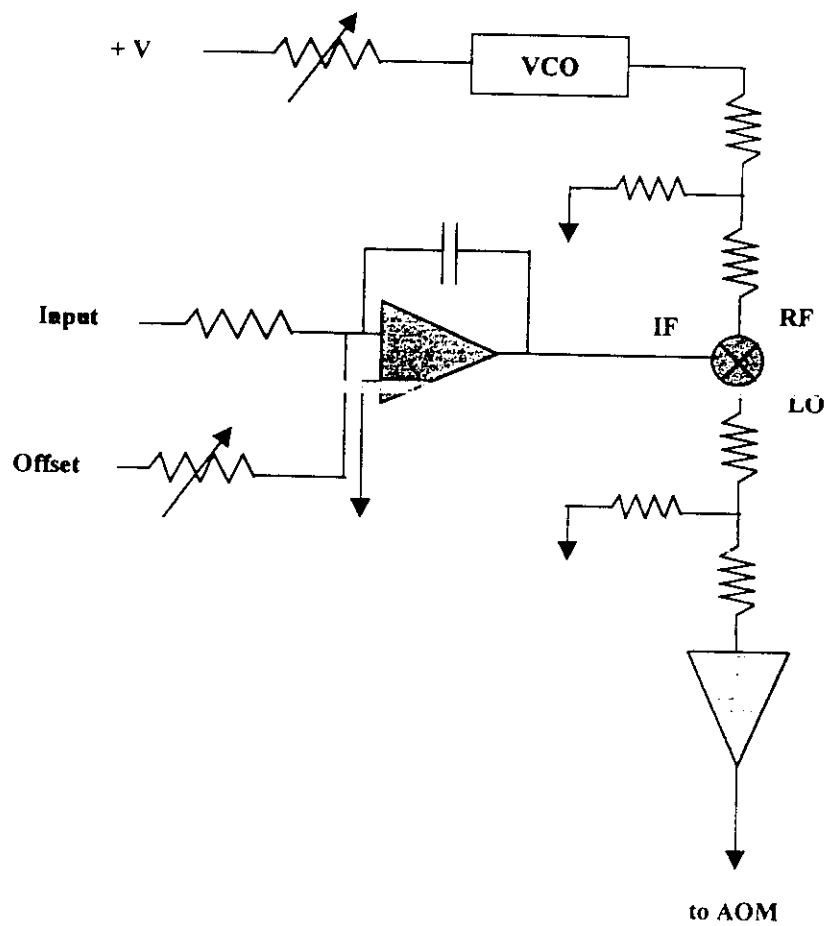 + V
VCO
Input
IF
RF
LO
Offset
to AOM